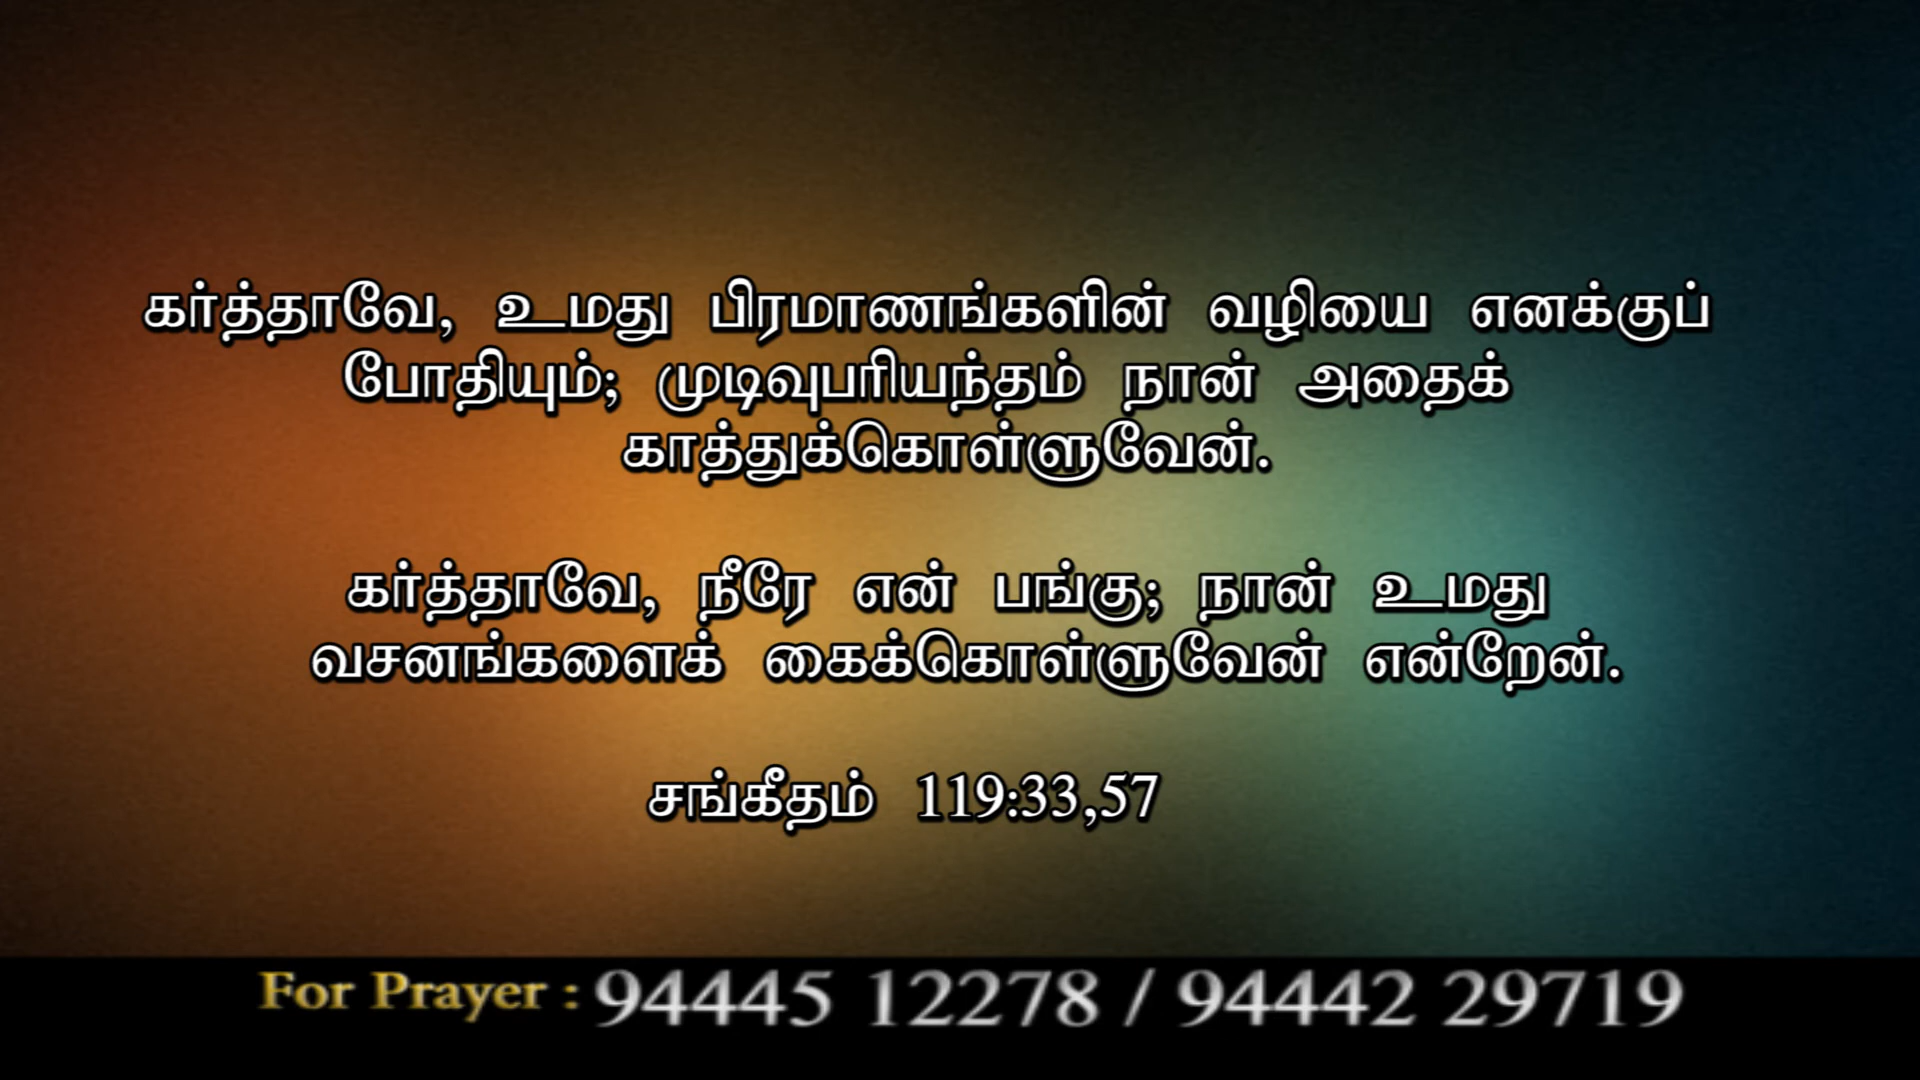 கர்த்தாவே, உமது பிரமாணங்களின் வழியை எனக்குப்
போதியும்; முடிவுபரியந்தம் நான் அதைக்
காத்துக்கொள்ளுவேன்.
கர்த்தாவே, நீரே என் பங்கு; நான் உமது
வசனங்களைக் கைக்கொள்ளுவேன் என்றேன்.
சங்கீதம் 119:33,57
For Prayer : 94445 12278 / 94442 29719